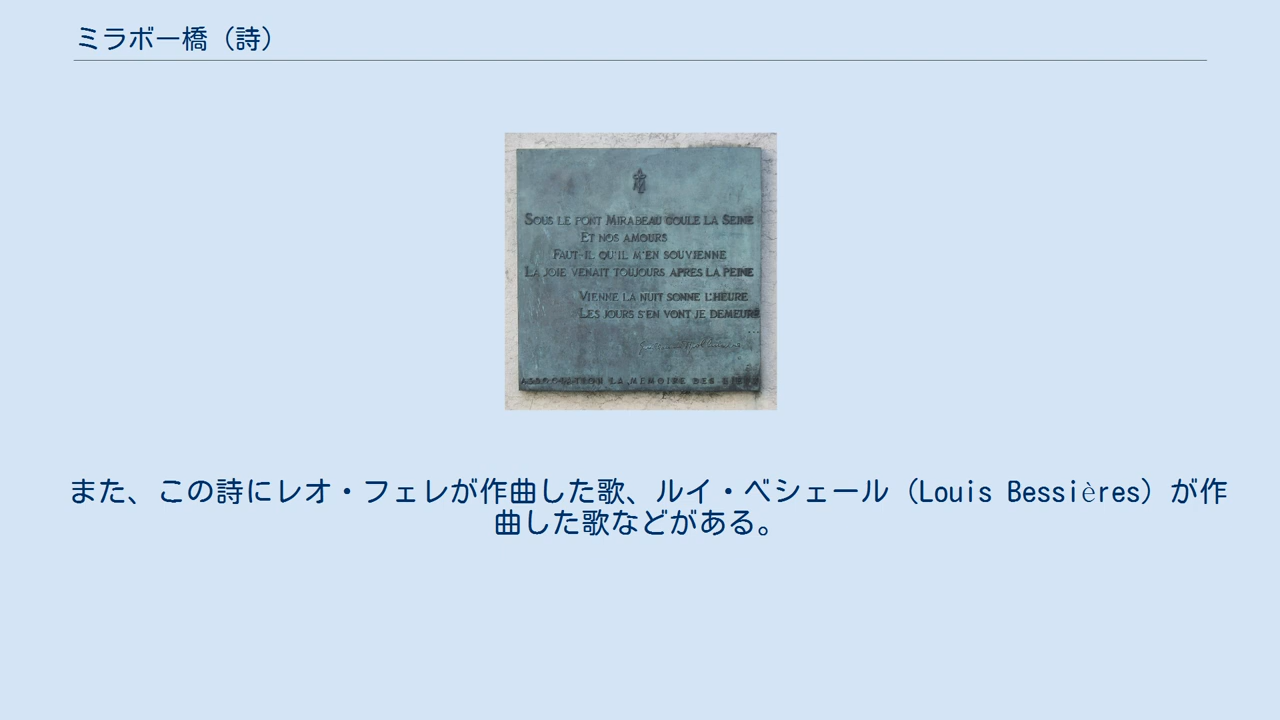 ミラボー橋（詩）
SOUS LE PONT MIRABEAU COULE LA SEINE
ET NOS AMOURS
FAUT-IL QU'IL M'EN SOUVIENNE
LA JOIE VENAIT TOUJOURS APRES LA PEINE
VIENNE LA NUIT SONNE L'HEURE
LES JOURS S'EN VONT JE DEMEURE
LA MEMOIRE DES
また、この詩にレオ・フェレが作曲した歌、ルイ・ベシェール（Louis Bessières）が作
曲した歌などがある。